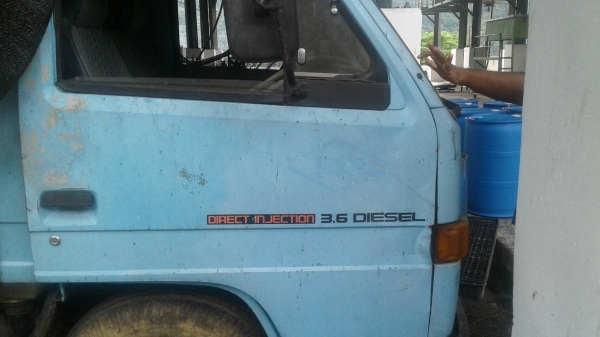 DIRECT INJECTION 3.6 DIESEL